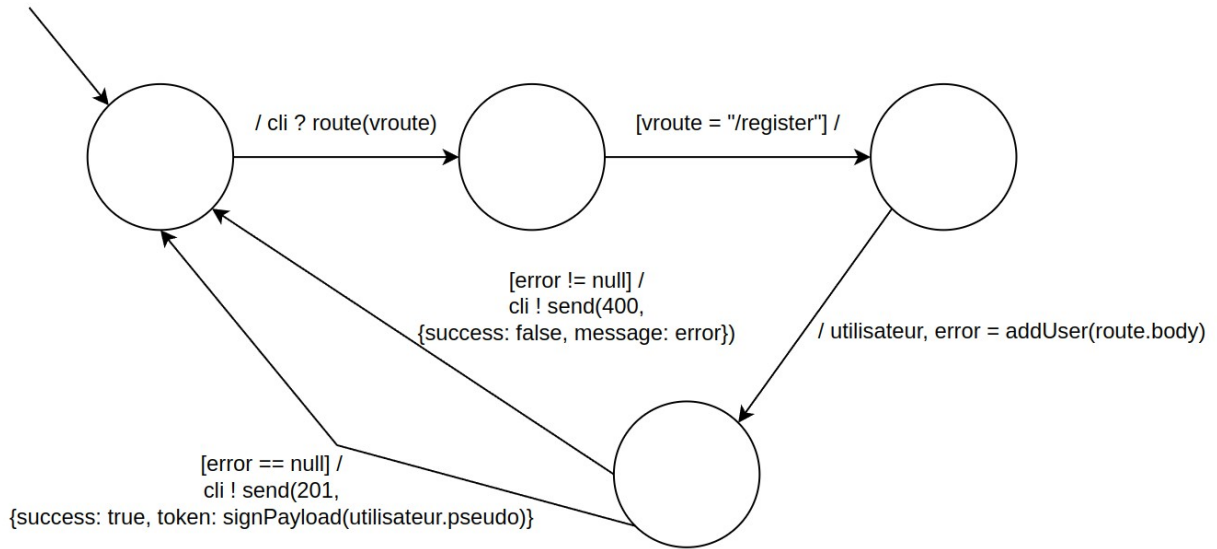 / cli ? route(vroute)
[vroute = "/register"] /
[error != null] /
cli ! send(400,
{success: false, message: error})
/ utilisateur, error = addUser(route.body)
[error == null] /
cli ! send(201,
{success: true, token: signPayload(utilisateur.pseudo)}